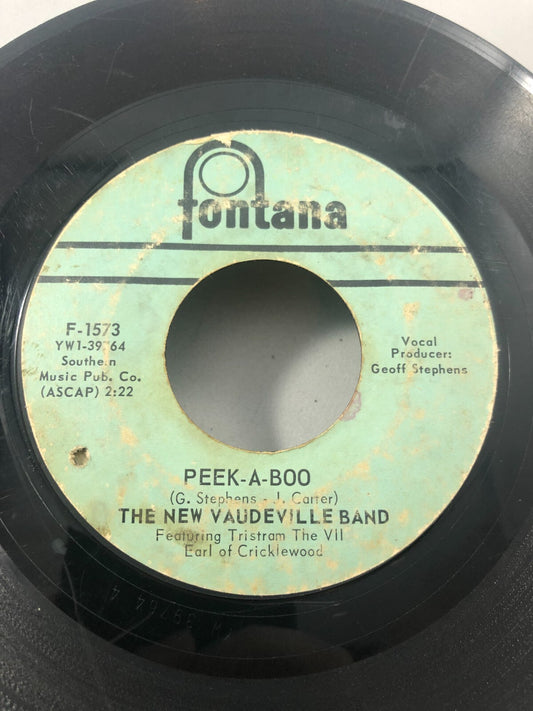 fontana
F-1573
YW1-39764
Southern
Music Pub. Co.
(ASCAP) 2:22
Vocal
Producer:
Geoff Stephens
PEEK-A-BOO
(G. Stephens - J. Carter)
THE NEW VAUDEVILLE BAND
Featuring Tristram The VII
Earl of Cricklewood
39764